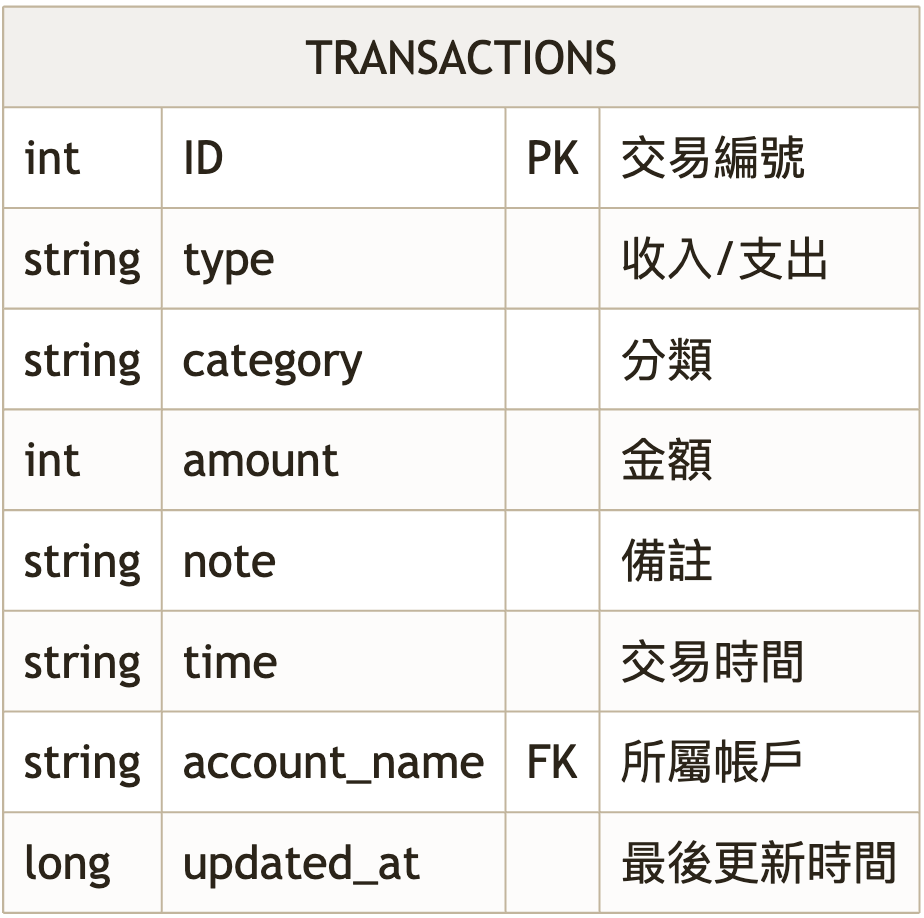 TRANSACTIONS
int ID PK 交易編號
string type 收入/支出
string category 分類
int amount 金額
string note 備註
string time 交易時間
string account_name FK 所屬帳戶
long updated_at 最後更新時間